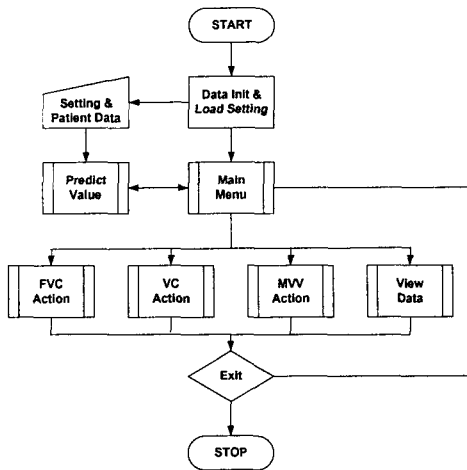 START
Setting &
Patient Data
Data Init &
Load Setting
Predict
Value
Main
Menu
FVC
Action
VC
Action
MVV
Action
View
Data
Exit
STOP